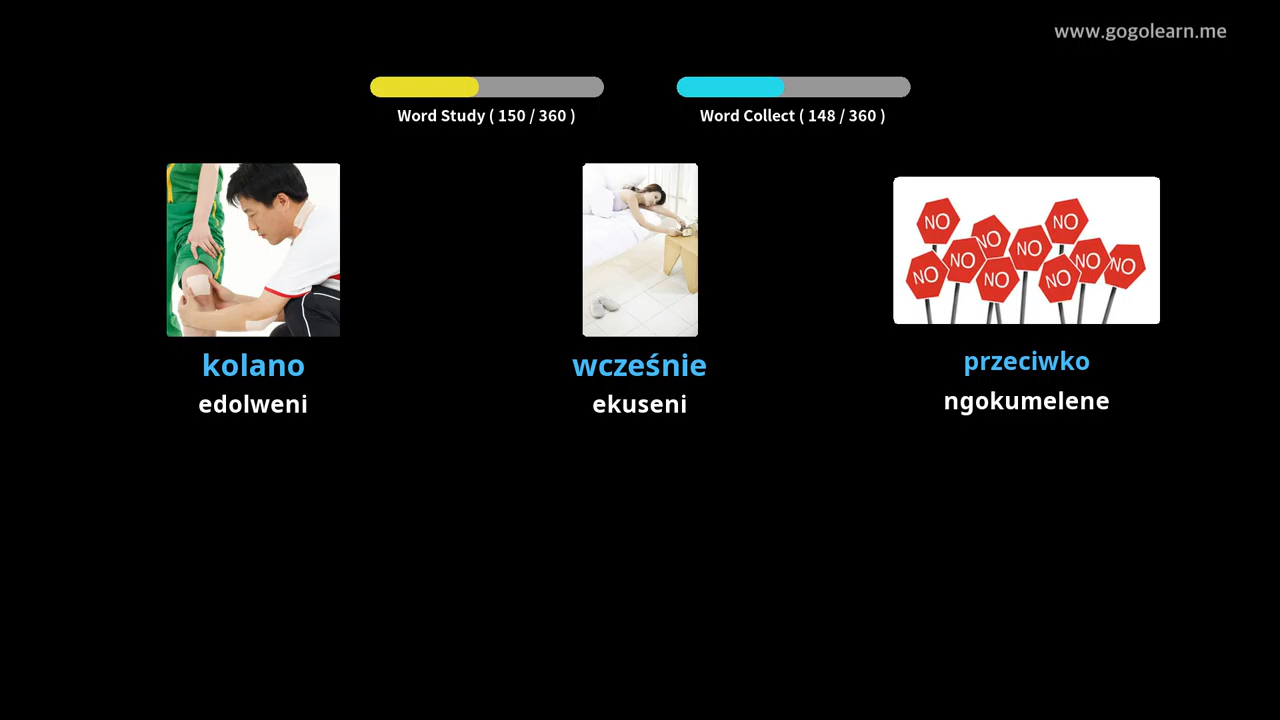 www.gogolearn.me
Word Study ( 150 / 360 )
Word Collect ( 148 / 360 )
NO
NO
NO
NO
NO
NO
NO
NO
NO
NO
kolano
wcześnie
przeciwko
edolweni
ekuseni
ngokumelene